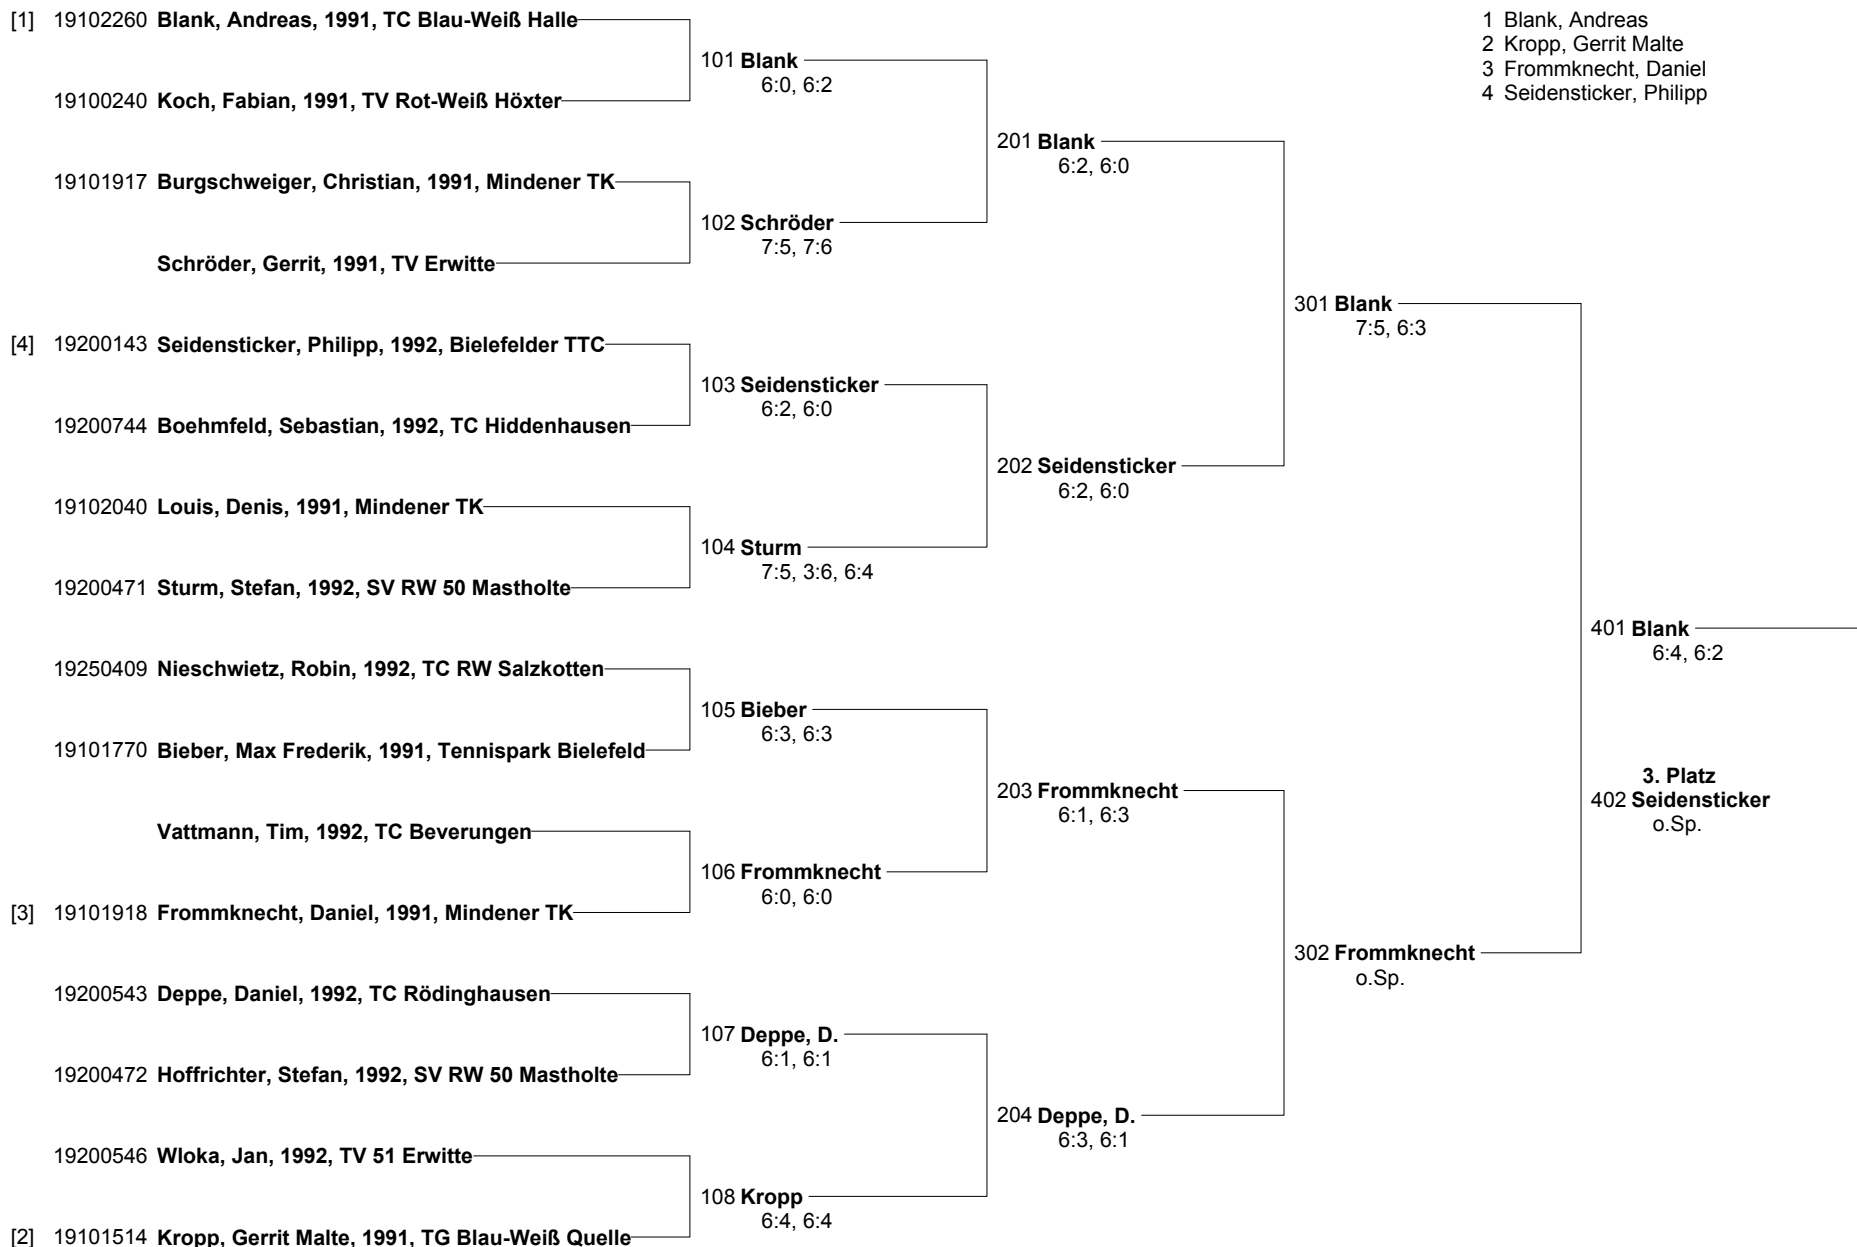 [1] 19102260 Blank, Andreas, 1991, TC Blau-Weiß Halle
19100240 Koch, Fabian, 1991, TV Rot-Weiß Höxter
19101917 Burgschweiger, Christian, 1991, Mindener TK
Schröder, Gerrit, 1991, TV Erwitte
[4] 19200143 Seidensticker, Philipp, 1992, Bielefelder TTC
19200744 Boehmfeld, Sebastian, 1992, TC Hiddenhausen
19102040 Louis, Denis, 1991, Mindener TK
19200471 Sturm, Stefan, 1992, SV RW 50 Mastholte
19250409 Nieschwietz, Robin, 1992, TC RW Salzkotten
19101770 Bieber, Max Frederik, 1991, Tennispark Bielefeld
Vattmann, Tim, 1992, TC Beverungen
[3] 19101918 Frommknecht, Daniel, 1991, Mindener TK
19200543 Deppe, Daniel, 1992, TC Rödinghausen
19200472 Hoffrichter, Stefan, 1992, SV RW 50 Mastholte
19200546 Wloka, Jan, 1992, TV 51 Erwitte
[2] 19101514 Kropp, Gerrit Malte, 1991, TG Blau-Weiß Quelle
101 Blank
6:0, 6:2
102 Schröder
7:5, 7:6
103 Seidensticker
6:2, 6:0
104 Sturm
7:5, 3:6, 6:4
105 Bieber
6:3, 6:3
106 Frommknecht
6:0, 6:0
107 Deppe, D.
6:1, 6:1
108 Kropp
6:4, 6:4
201 Blank
6:2, 6:0
202 Seidensticker
6:2, 6:0
203 Frommknecht
6:1, 6:3
204 Deppe, D.
6:3, 6:1
301 Blank
7:5, 6:3
302 Frommknecht
o.Sp.
401 Blank
6:4, 6:2
3. Platz
402 Seidensticker
o.Sp.
1 Blank, Andreas
2 Kropp, Gerrit Malte
3 Frommknecht, Daniel
4 Seidensticker, Philipp